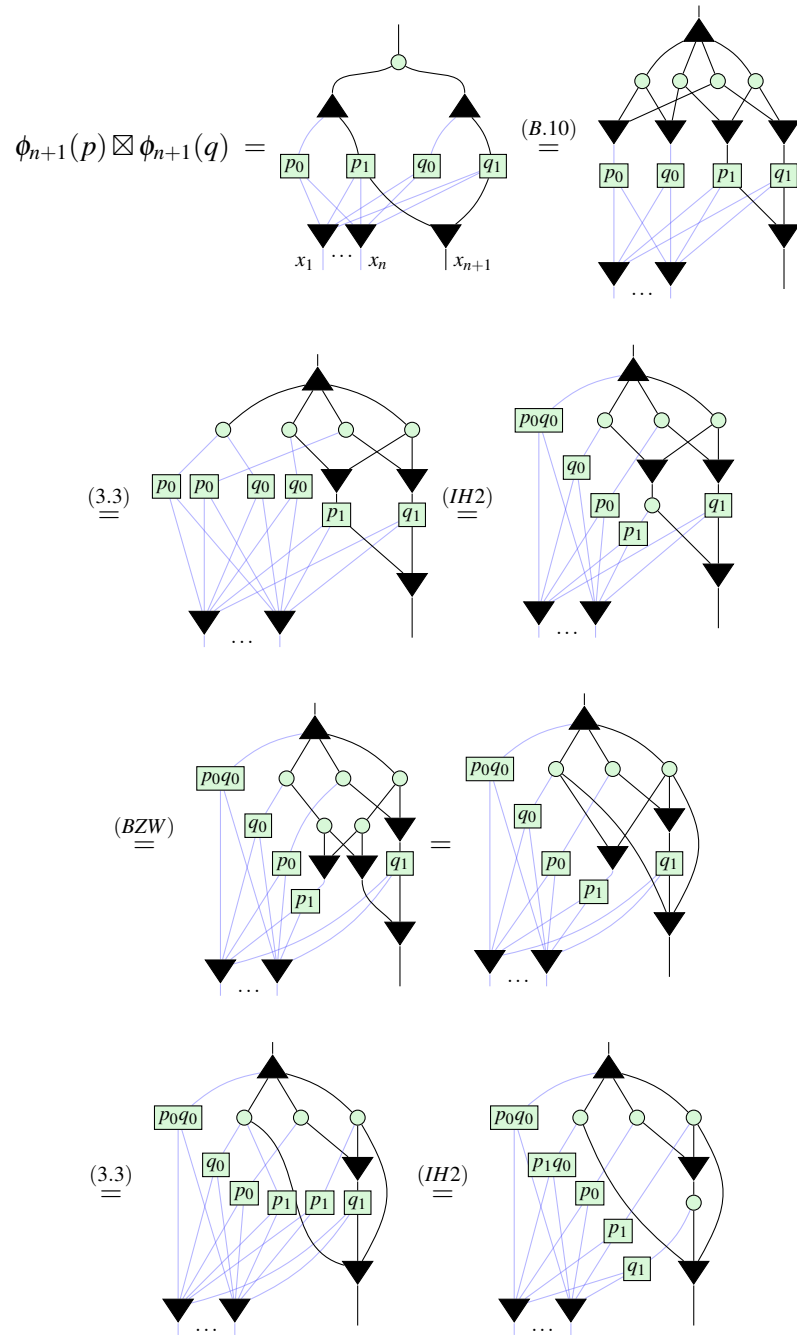 ϕₙ₊₁(p) ⊠ ϕₙ₊₁(q) = (B.10) =
p₀ p₁ q₀ q₁
x₁ ⋯ xₙ xₙ₊₁
p₀ q₀ p₁ q₁
⋯
(3.3) = (IH2) =
p₀ p₀ q₀ q₀ p₁ q₁
⋯
p₀q₀
q₀
p₀ q₁
p₁
⋯
(BZW) = =
p₀q₀
q₀
p₀ q₁
p₁
⋯
p₀q₀
q₀
p₀ q₁
p₁
⋯
(3.3) = (IH2) =
p₀q₀
q₀
p₀ p₁ p₁ q₁
⋯
p₀q₀
p₁q₀
p₀
p₁
q₁
⋯